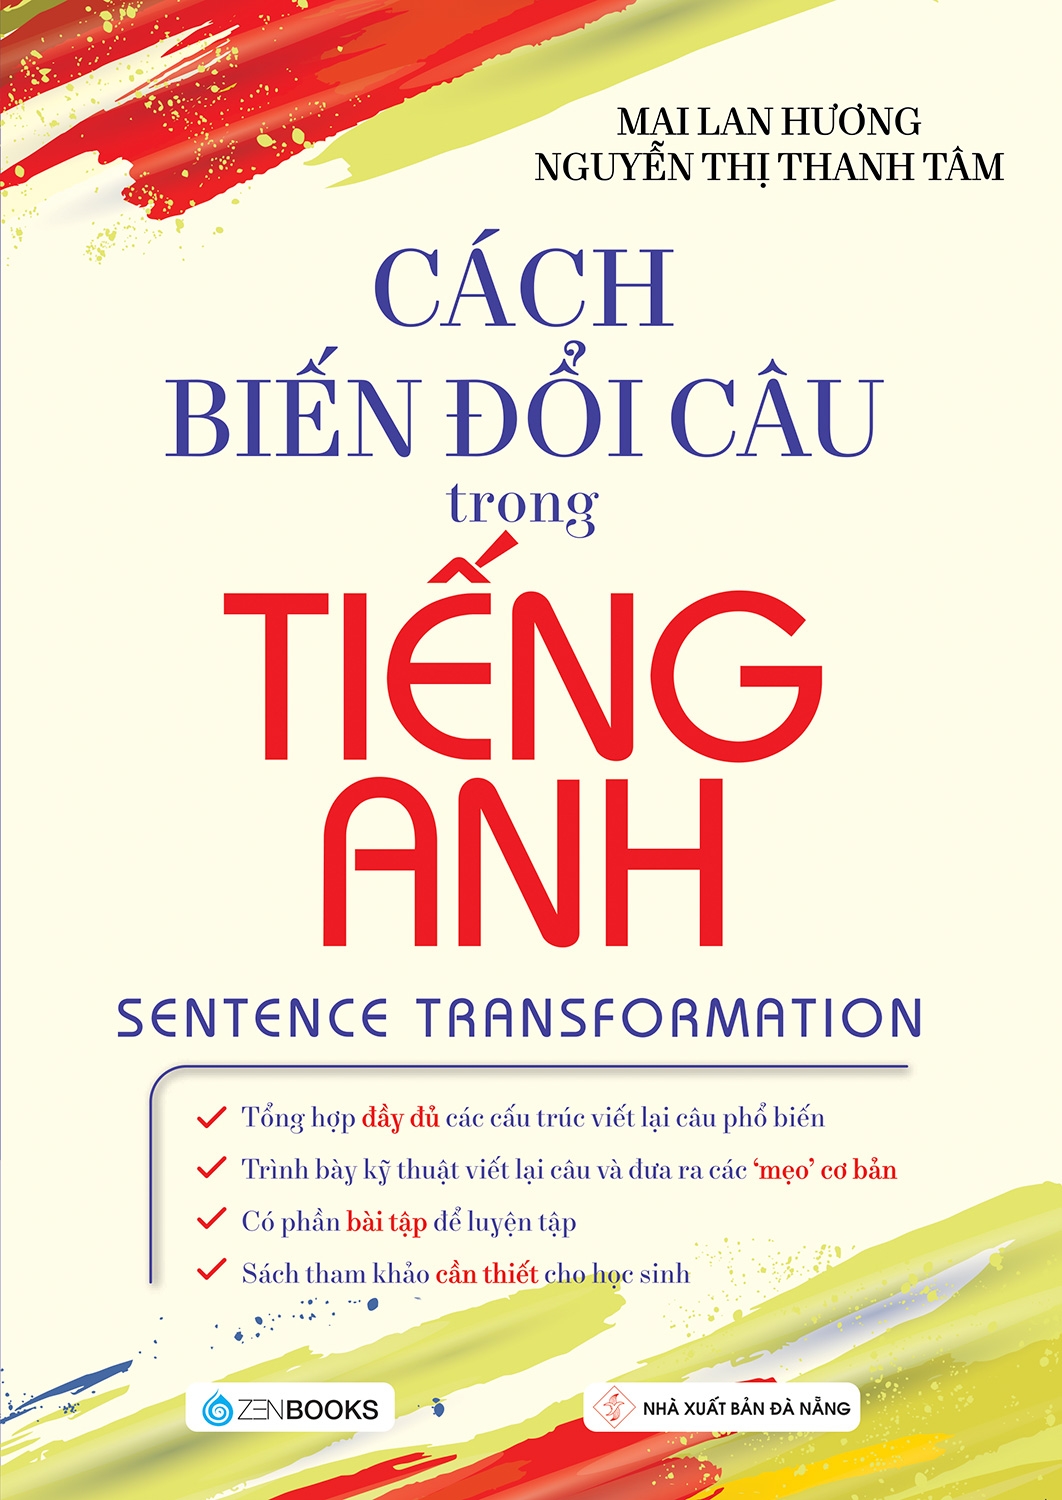 MAI LAN HƯƠNG
NGUYỄN THỊ THANH TÂM
CÁCH
BIẾN ĐỔI CÂU
trong
TIẾNG
ANH
SENTENCE TRANSFORMATION
Tổng hợp đầy đủ các cấu trúc viết lại câu phổ biến
Trình bày kỹ thuật viết lại câu và đưa ra các ‘mẹo’ cơ bản
Có phần bài tập để luyện tập
Sách tham khảo cần thiết cho học sinh
ZENBOOKS
NHÀ XUẤT BẢN ĐÀ NẴNG